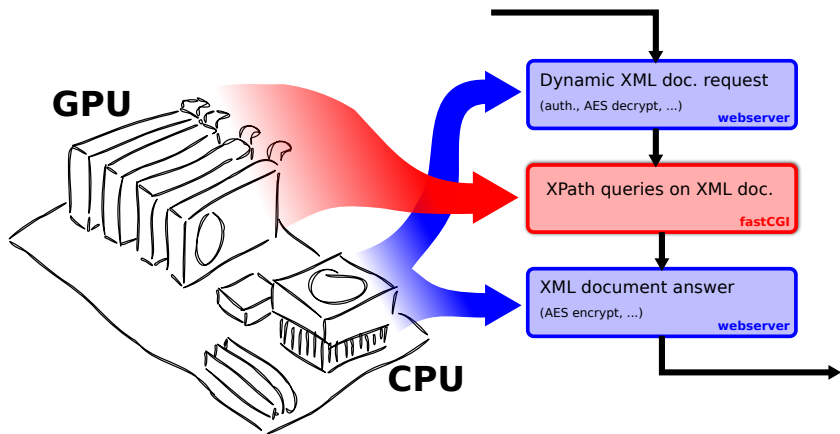 GPU
CPU
Dynamic XML doc. request
(auth., AES decrypt, ...)
webserver
XPath queries on XML doc.
fastCGI
XML document answer
(AES encrypt, ...)
webserver